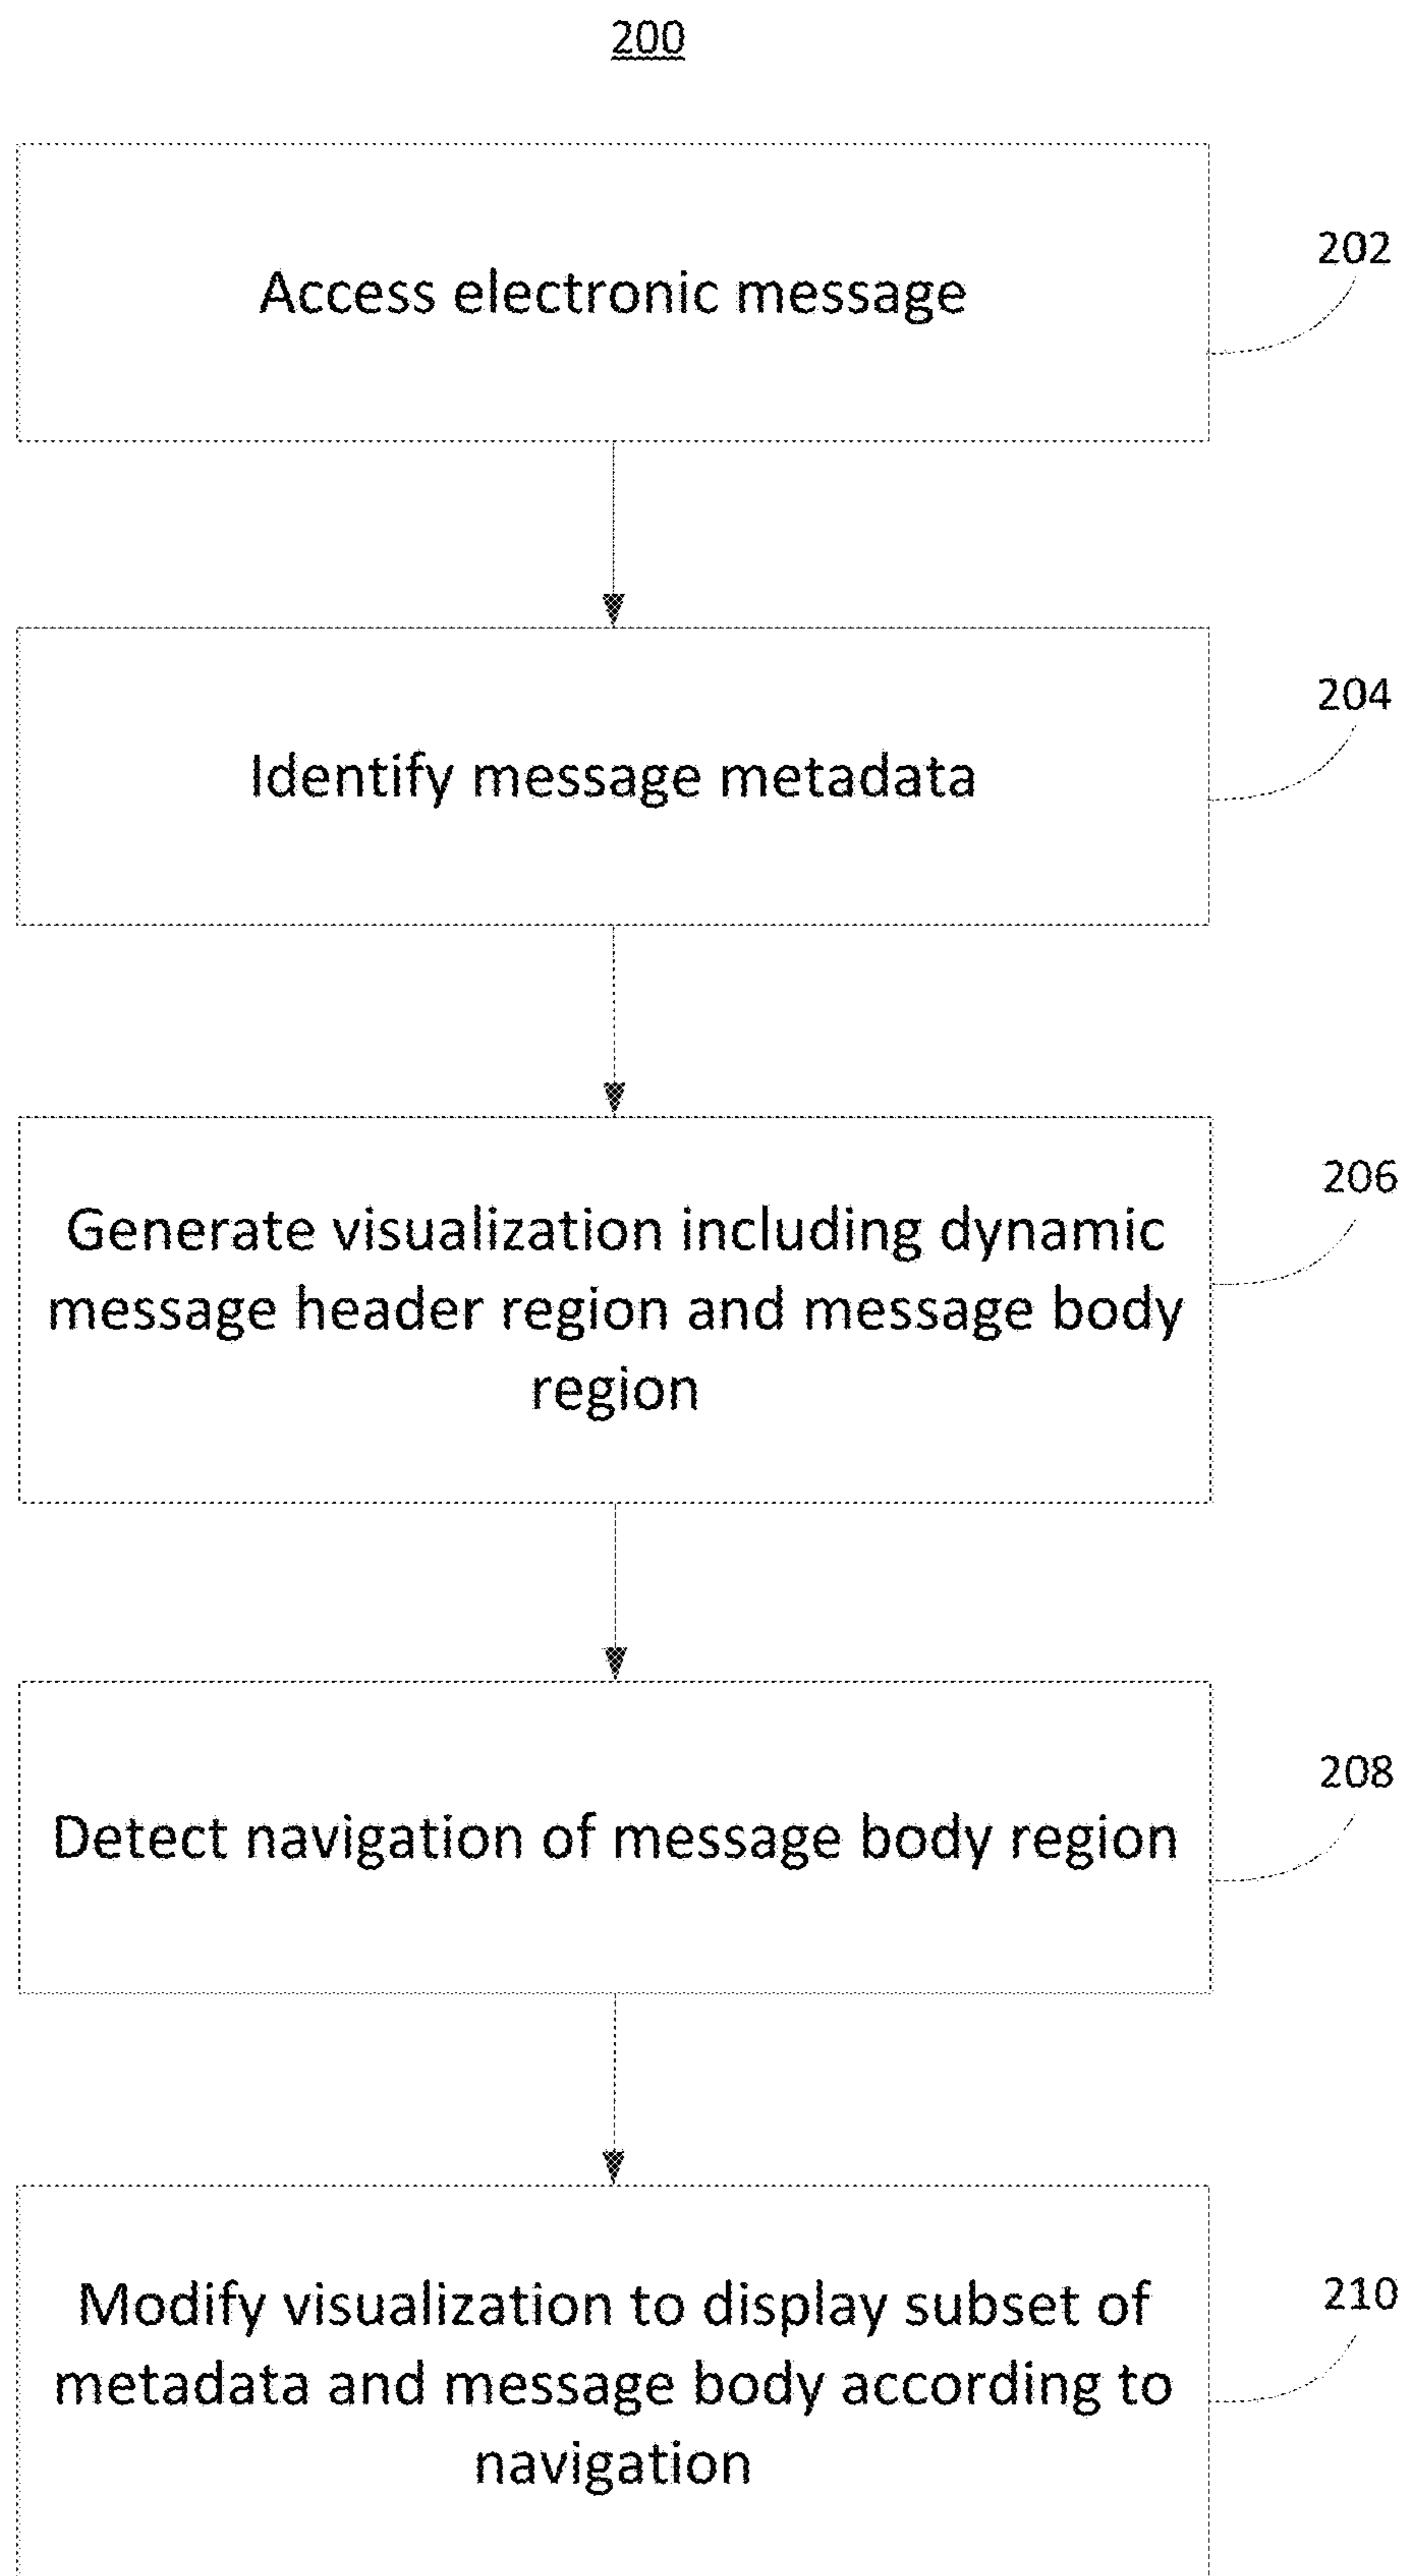 200
Access electronic message
202
Identify message metadata
204
Generate visualization including dynamic
message header region and message body
region
206
Detect navigation of message body region
208
Modify visualization to display subset of
metadata and message body according to
navigation
210